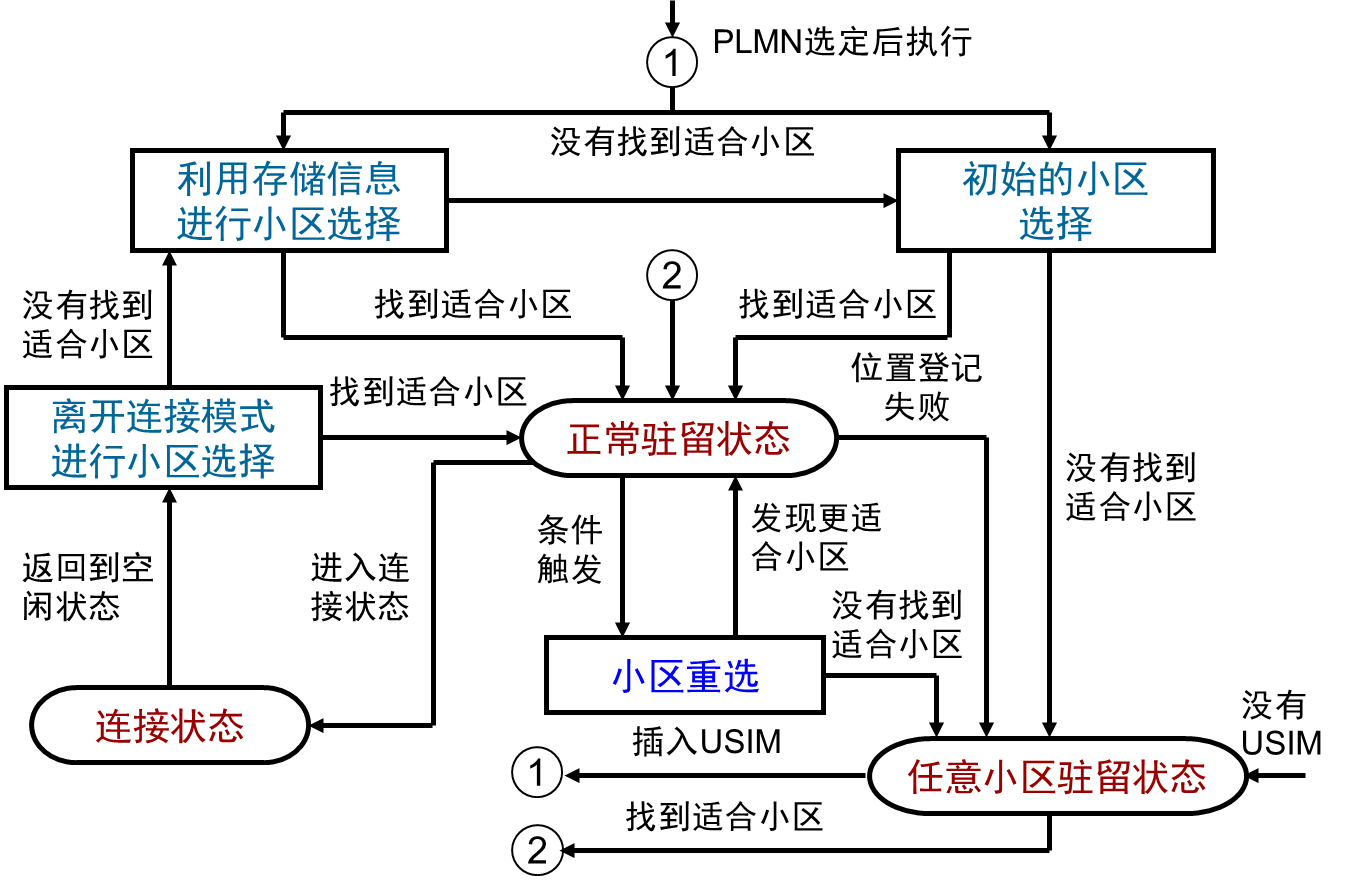 PLMN选定后执行
1
没有找到适合小区
利用存储信息
进行小区选择
初始的小区
选择
2
没有找到
适合小区
找到适合小区
找到适合小区
位置登记
失败
离开连接模式
进行小区选择
找到适合小区
正常驻留状态
没有找到
适合小区
返回到空
闲状态
进入连
接状态
条件
触发
发现更适
合小区
没有找到
适合小区
小区重选
连接状态
没有
USIM
插入USIM
1
任意小区驻留状态
找到适合小区
2